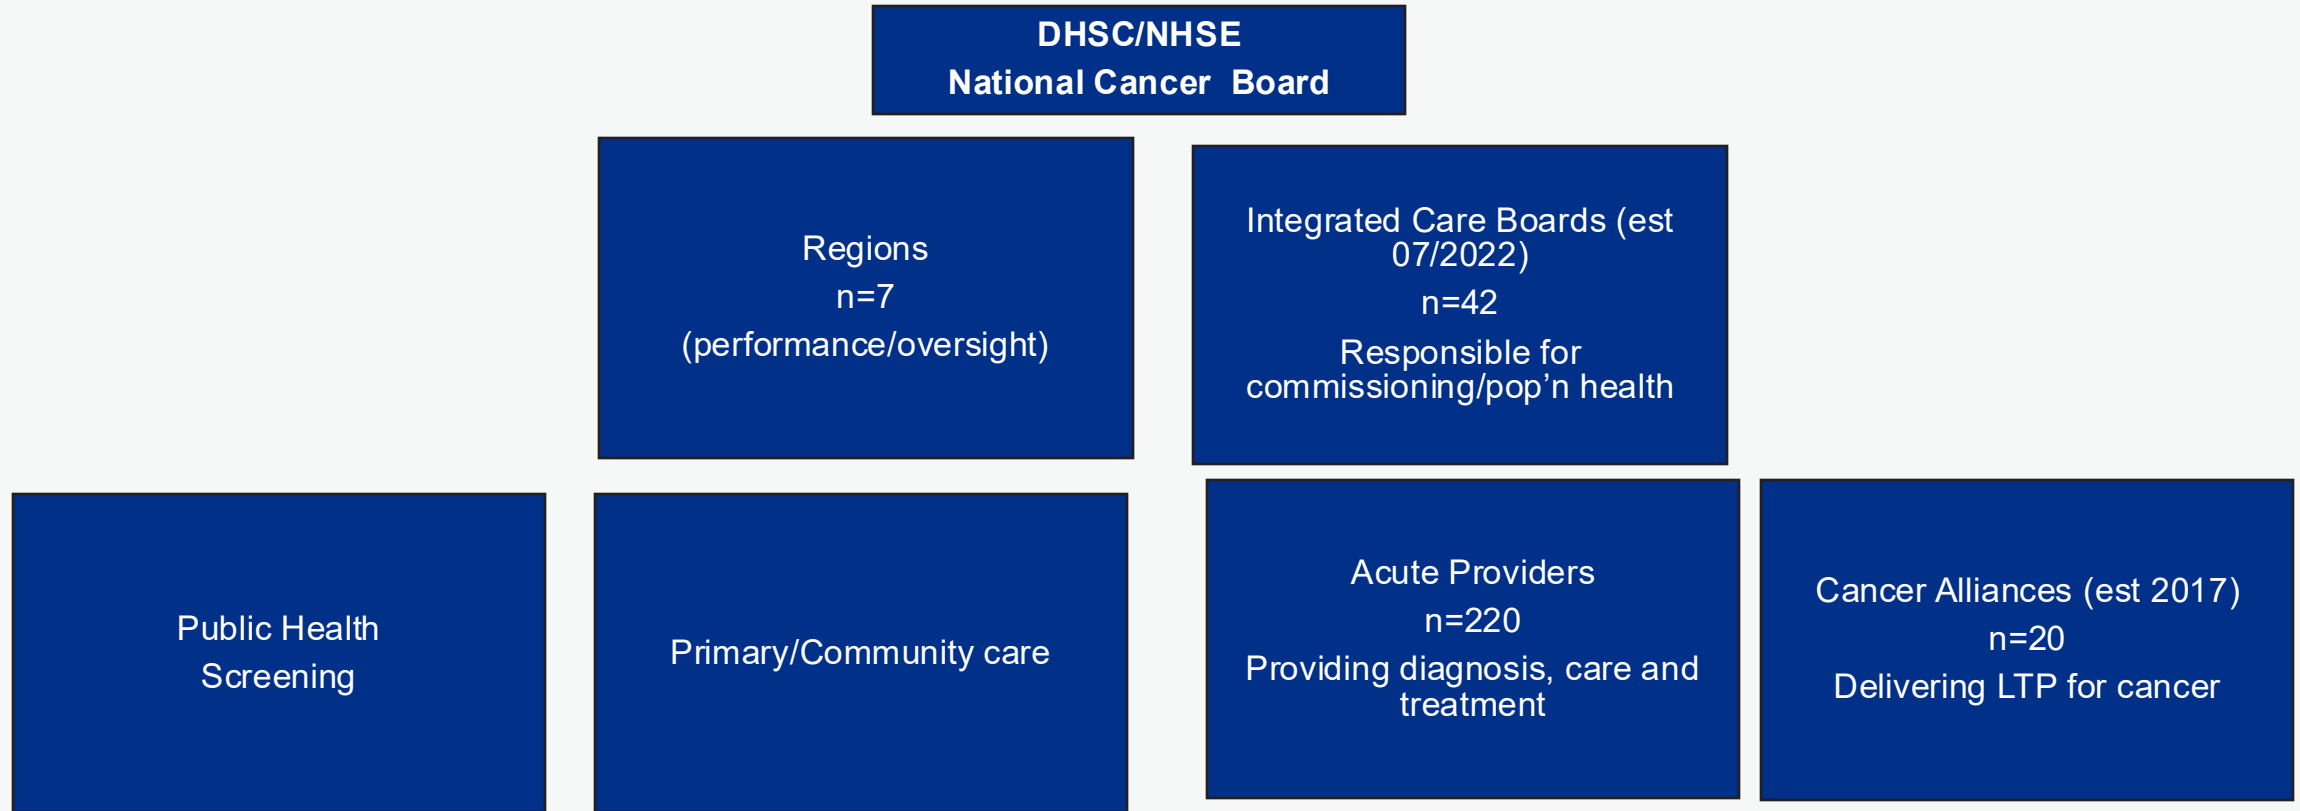 DHSC/NHSE
National Cancer Board
Regions
n=7
(performance/oversight)
Integrated Care Boards (est
07/2022)
n=42
Responsible for
commissioning/pop’n health
Public Health
Screening
Primary/Community care
Acute Providers
n=220
Providing diagnosis, care and
treatment
Cancer Alliances (est 2017)
n=20
Delivering LTP for cancer